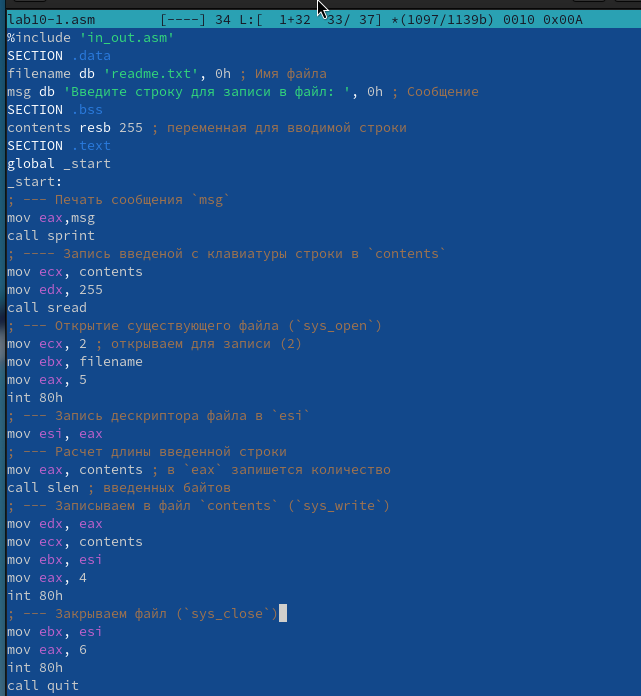 lab10-1.asm        [----] 34 L:[  1+32  33/ 37] *(1097/1139b) 0010 0x00A
%include 'in_out.asm'
SECTION .data
filename db 'readme.txt', 0h ; Имя файла
msg db 'Введите строку для записи в файл: ', 0h ; Сообщение
SECTION .bss
contents resb 255 ; переменная для вводимой строки
SECTION .text
global _start
_start:
; --- Печать сообщения `msg`
mov eax,msg
call sprint
; ---- Запись введеной с клавиатуры строки в `contents`
mov ecx, contents
mov edx, 255
call sread
; --- Открытие существующего файла (`sys_open`)
mov ecx, 2 ; открываем для записи (2)
mov ebx, filename
mov eax, 5
int 80h
; --- Запись дескриптора файла в `esi`
mov esi, eax
; --- Расчет длины введенной строки
mov eax, contents ; в `eax` запишется количество
call slen ; введенных байтов
; --- Записываем в файл `contents` (`sys_write`)
mov edx, eax
mov ecx, contents
mov ebx, esi
mov eax, 4
int 80h
; --- Закрываем файл (`sys_close`)
mov ebx, esi
mov eax, 6
int 80h
call quit